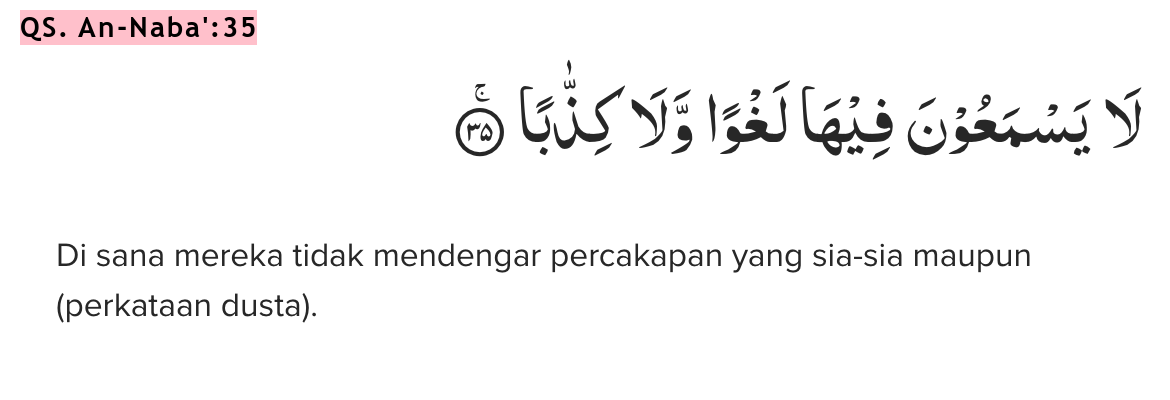 QS. An-Naba':35
لَا يَسْمَعُوْنَ فِيْهَا لَغْوًا وَّلَا كِذّٰبًا ۚ ۝٣٥
Di sana mereka tidak mendengar percakapan yang sia-sia maupun
(perkataan dusta).